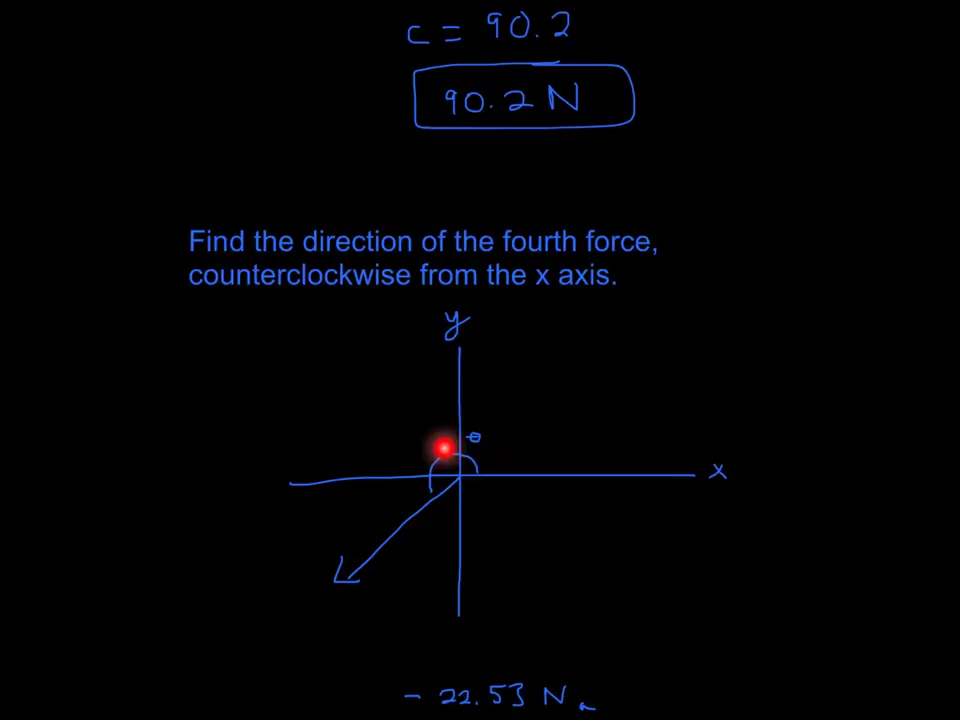 c = 90.2
90.2 N
Find the direction of the fourth force,
counterclockwise from the x axis.
y
θ
x
- 22.53 N